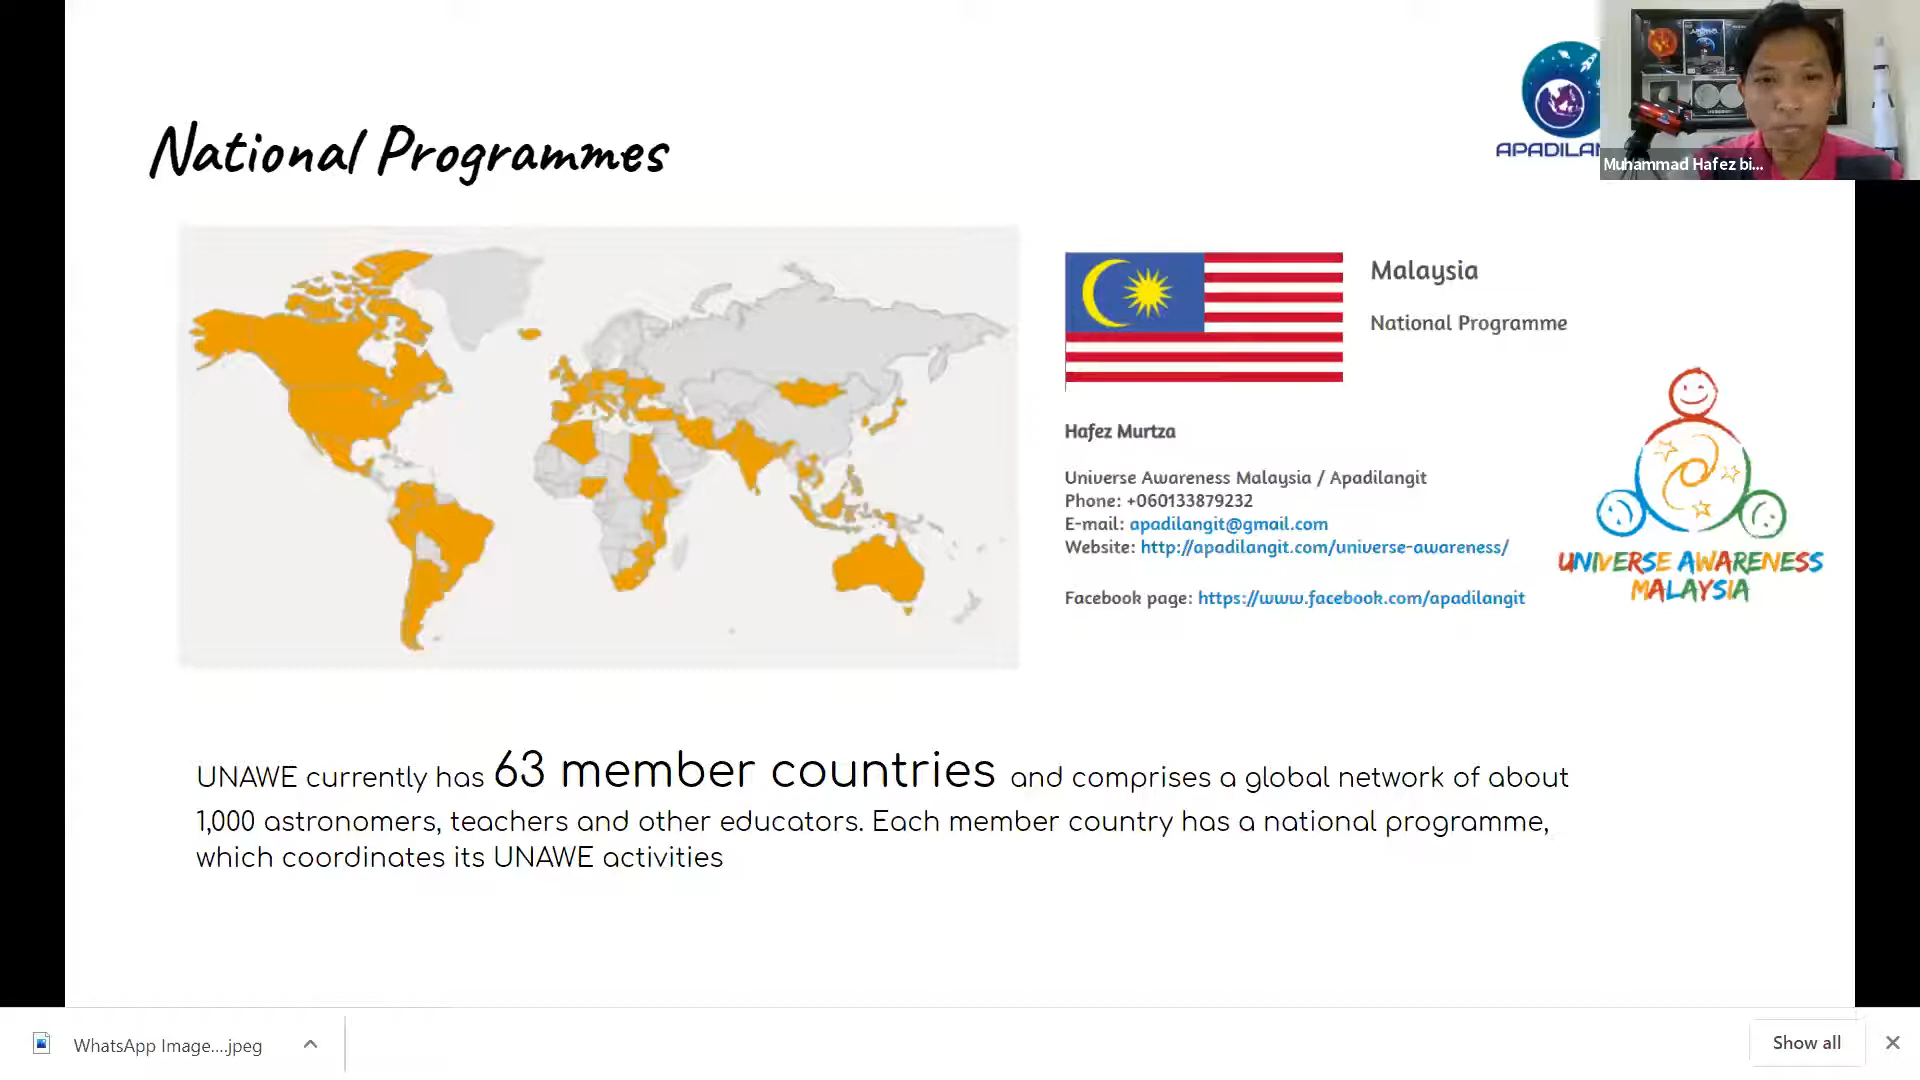 National Programmes
APADILAN
Muhammad Hafez bi...
Malaysia
National Programme
Hafez Murtza
Universe Awareness Malaysia / Apadilangit
Phone: +060133879232
E-mail: apadilangit@gmail.com
Website: http://apadilangit.com/universe-awareness/
Facebook page: https://www.facebook.com/apadilangit
UNIVERSE AWARENESS
MALAYSIA
UNAWE currently has 63 member countries and comprises a global network of about
1,000 astronomers, teachers and other educators. Each member country has a national programme,
which coordinates its UNAWE activities
WhatsApp Image....jpeg
Show all